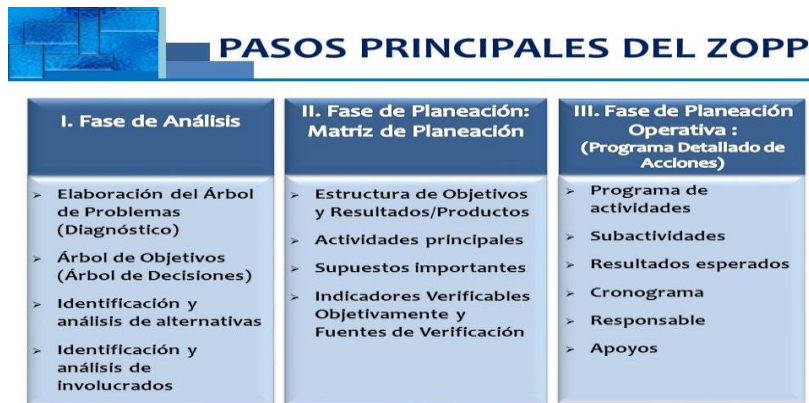 PASOS PRINCIPALES DEL ZOPP
I. Fase de Análisis
➢ Elaboración del Árbol
de Problemas
(Diagnóstico)
➢ Árbol de Objetivos
(Árbol de Decisiones)
➢ Identificación y
análisis de alternativas
➢ Identificación y
análisis de
involucrados
II. Fase de Planeación:
Matriz de Planeación
➢ Estructura de Objetivos
y Resultados/Productos
➢ Actividades principales
➢ Supuestos importantes
➢ Indicadores Verificables
Objetivamente y
Fuentes de Verificación
III. Fase de Planeación
Operativa :
(Programa Detallado de
Acciones)
➢ Programa de
actividades
➢ Subactividades
➢ Resultados esperados
➢ Cronograma
➢ Responsable
➢ Apoyos